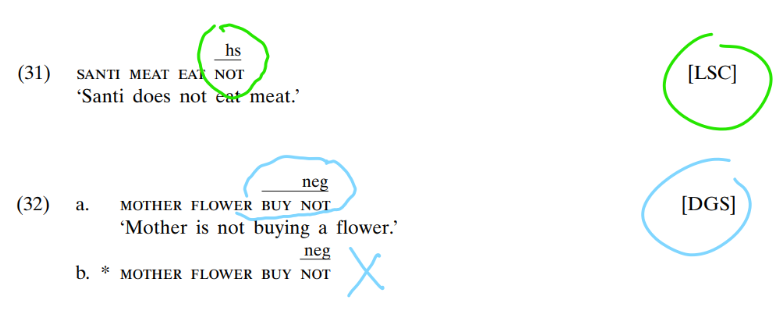 hs
(31) SANTI MEAT EAT NOT [LSC]
‘Santi does not eat meat.’
neg
(32) a. MOTHER FLOWER BUY NOT [DGS]
‘Mother is not buying a flower.’
neg
b. * MOTHER FLOWER BUY NOT